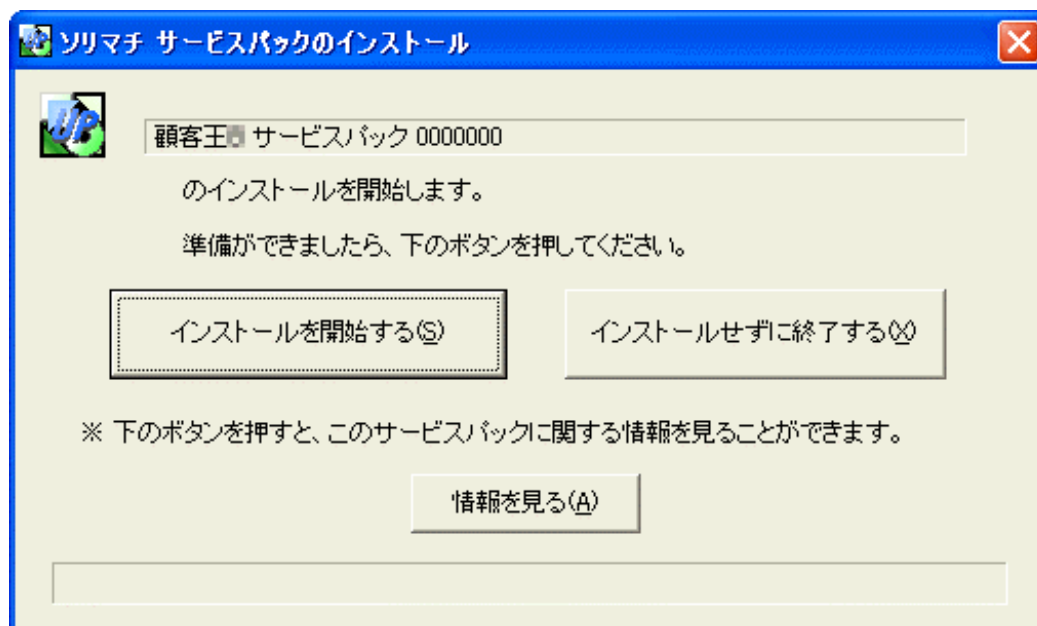 ソリマチ サービスパックのインストール
顧客王 サービスパック 0000000
のインストールを開始します。
準備ができましたら、下のボタンを押してください。
インストールを開始する(S)
インストールせずに終了する(X)
※ 下のボタンを押すと、このサービスパックに関する情報を見ることができます。
情報を見る(A)